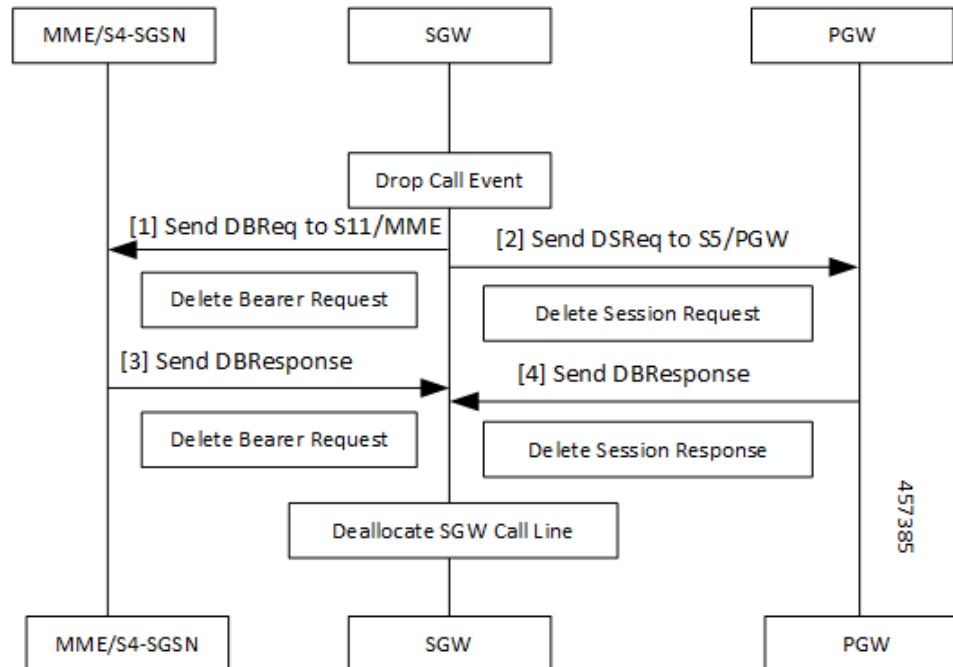 MME/S4-SGSN
SGW
PGW
Drop Call Event
[1] Send DBReq to S11/MME
[2] Send DSReq to S5/PGW
Delete Bearer Request
Delete Session Request
[3] Send DBResponse
[4] Send DBResponse
Delete Bearer Request
Delete Session Response
457385
Deallocate SGW Call Line
MME/S4-SGSN
SGW
PGW